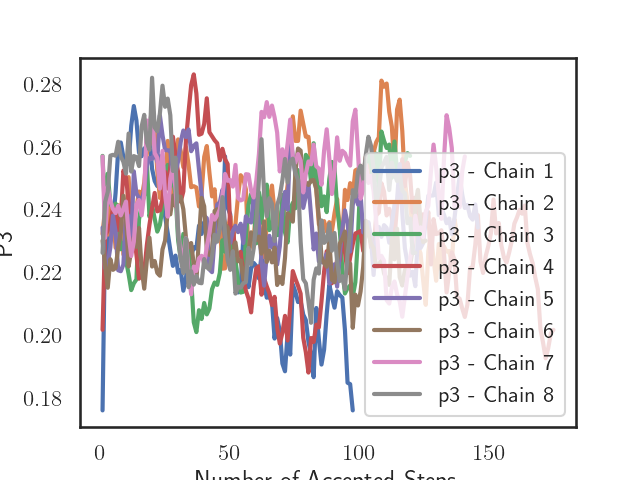 0.28
0.26
0.24
0.22
0.20
0.18
P3
0
50
100
150
Number of Accepted Steps
p3 - Chain 1
p3 - Chain 2
p3 - Chain 3
p3 - Chain 4
p3 - Chain 5
p3 - Chain 6
p3 - Chain 7
p3 - Chain 8